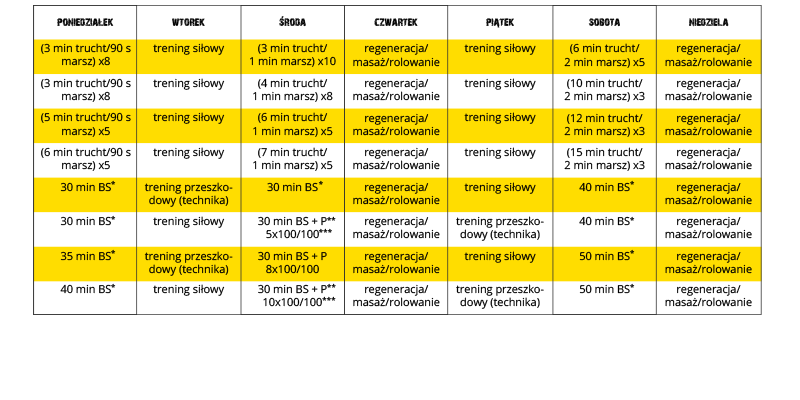 PONIEDZIAŁEK WTOREK ŚRODA CZWARTEK PIĄTEK SOBOTA NIEDZIELA
(3 min trucht/90 s trening siłowy (3 min trucht/ regeneracja/ trening siłowy (6 min trucht/ regeneracja/
marsz) x8 1 min marsz) x10 masaż/rolowanie 2 min marsz) x5 masaż/rolowanie
(3 min trucht/90 s trening siłowy (4 min trucht/ regeneracja/ trening siłowy (10 min trucht/ regeneracja/
marsz) x8 1 min marsz) x8 masaż/rolowanie 2 min marsz) x3 masaż/rolowanie
(5 min trucht/90 s trening siłowy (6 min trucht/ regeneracja/ trening siłowy (12 min trucht/ regeneracja/
marsz) x5 1 min marsz) x5 masaż/rolowanie 2 min marsz) x3 masaż/rolowanie
(6 min trucht/90 s trening siłowy (7 min trucht/ regeneracja/ trening siłowy (15 min trucht/ regeneracja/
marsz) x5 1 min marsz) x5 masaż/rolowanie 2 min marsz) x3 masaż/rolowanie
30 min BS* trening przeszko- 30 min BS* regeneracja/ trening siłowy 40 min BS* regeneracja/
dowy (technika) masaż/rolowanie masaż/rolowanie
30 min BS* trening siłowy 30 min BS + P** regeneracja/ trening przeszko- 40 min BS* regeneracja/
5x100/100*** masaż/rolowanie dowy (technika) masaż/rolowanie
35 min BS* trening przeszko- 30 min BS + P regeneracja/ trening siłowy 50 min BS* regeneracja/
dowy (technika) 8x100/100 masaż/rolowanie masaż/rolowanie
40 min BS* trening siłowy 30 min BS + P** regeneracja/ trening przeszko- 50 min BS* regeneracja/
10x100/100*** masaż/rolowanie dowy (technika) masaż/rolowanie